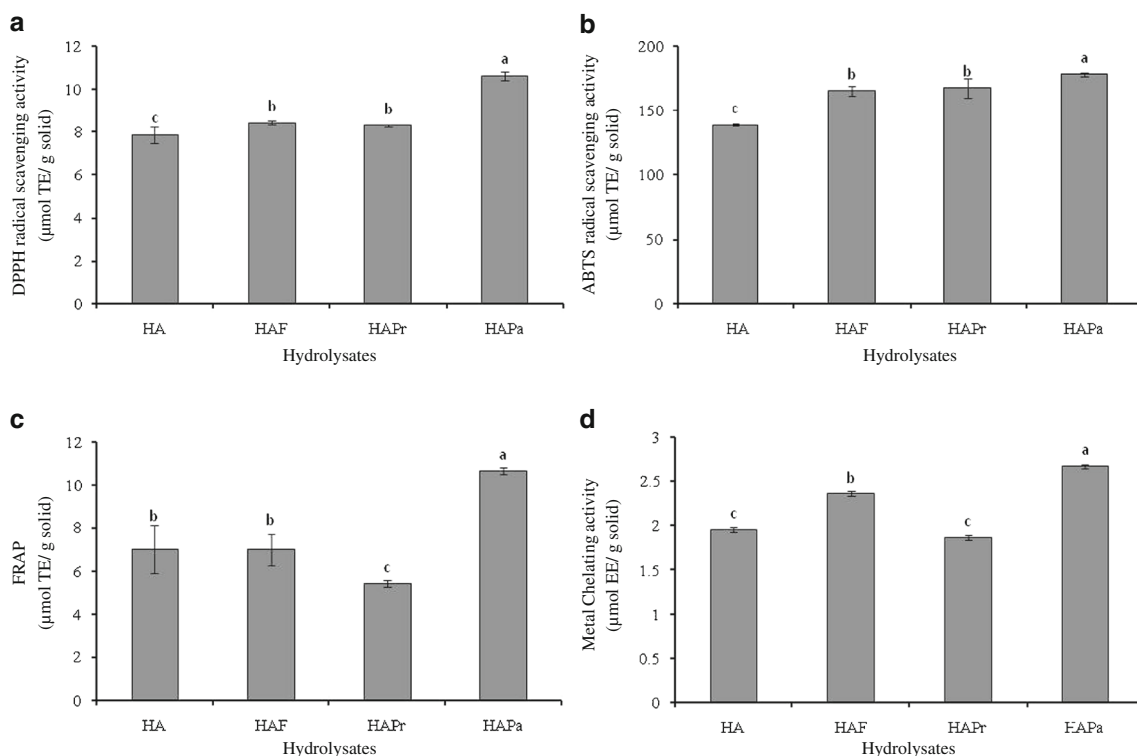 a
DPPH radical scavenging activity
(µmol TE/ g solid)
12
10
8
6
4
2
0
c
b
b
a
HA
HAF
HAPr
HAPa
Hydrolysates
b
ABTS radical scavenging activity
(µmol TE/ g solid)
200
150
100
50
0
c
b
b
a
HA
HAF
HAPr
HAPa
Hydrolysates
c
FRAP
(µmol TE/ g solid)
12
10
8
6
4
2
0
b
b
c
a
HA
HAF
HAPr
HAPa
Hydrolysates
d
Metal Chelating activity
(µmol EE/ g solid)
3
2.5
2
1.5
1
0.5
0
c
b
c
a
HA
HAF
HAPr
EAPa
Hydrolysates